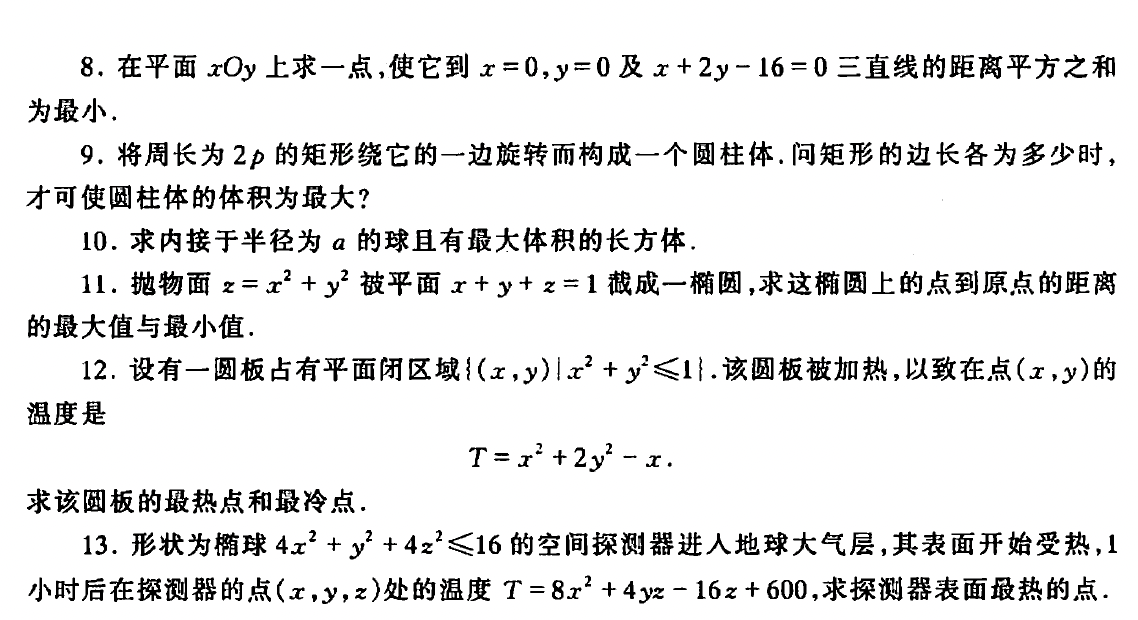 8. 在平面 xOy 上求一点,使它到 x=0,y=0 及 x+2y-16=0 三直线的距离平方之和
为最小.
9. 将周长为 2p 的矩形绕它的一边旋转而构成一个圆柱体.问矩形的边长各为多少时,
才可使圆柱体的体积为最大?
10. 求内接于半径为 a 的球且有最大体积的长方体.
11. 抛物面 z=x²+y² 被平面 x+y+z=1 截成一椭圆,求这椭圆上的点到原点的距离
的最大值与最小值.
12. 设有一圆板占有平面闭区域{(x,y)|x²+y²≤1}.该圆板被加热,以致在点(x,y)的
温度是
T=x²+2y²-x.
求该圆板的最热点和最冷点.
13. 形状为椭球 4x²+y²+4z²≤16 的空间探测器进入地球大气层,其表面开始受热,1
小时后在探测器的点(x,y,z)处的温度 T=8x²+4yz-16z+600,求探测器表面最热的点.